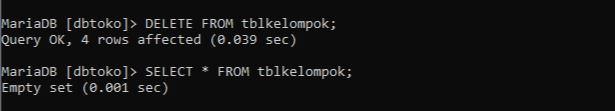 MariaDB [dbtoko]> DELETE FROM tblkelompok;
Query OK, 4 rows affected (0.039 sec)
MariaDB [dbtoko]> SELECT * FROM tblkelompok;
Empty set (0.001 sec)